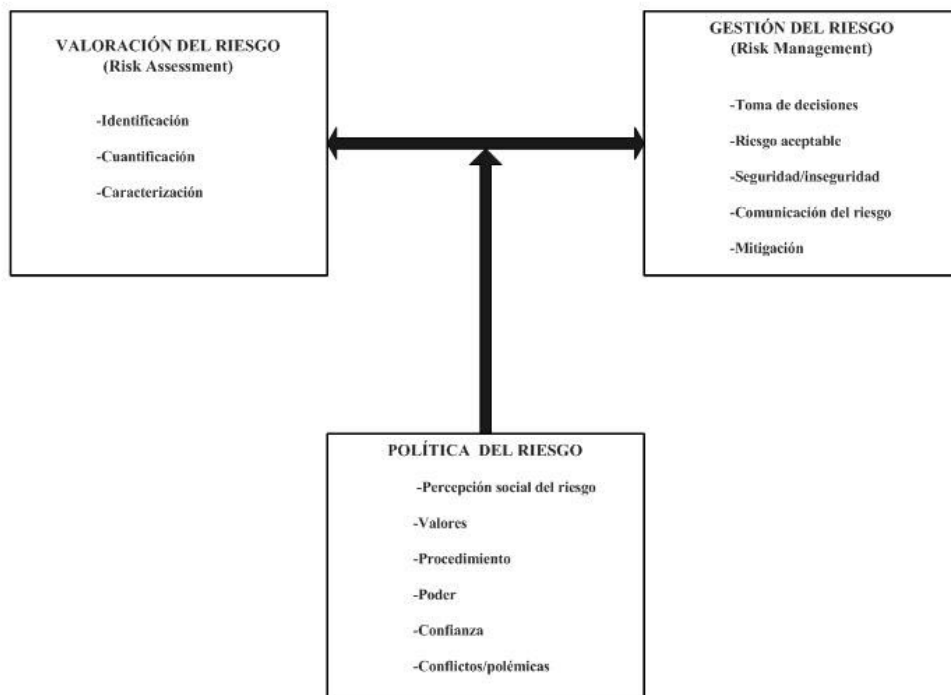 VALORACIÓN DEL RIESGO
(Risk Assessment)
-Identificación
-Cuantificación
-Caracterización
GESTIÓN DEL RIESGO
(Risk Management)
-Toma de decisiones
-Riesgo aceptable
-Seguridad/inseguridad
-Comunicación del riesgo
-Mitigación
POLÍTICA DEL RIESGO
-Percepción social del riesgo
-Valores
-Procedimiento
-Poder
-Confianza
-Conflictos/polémicas